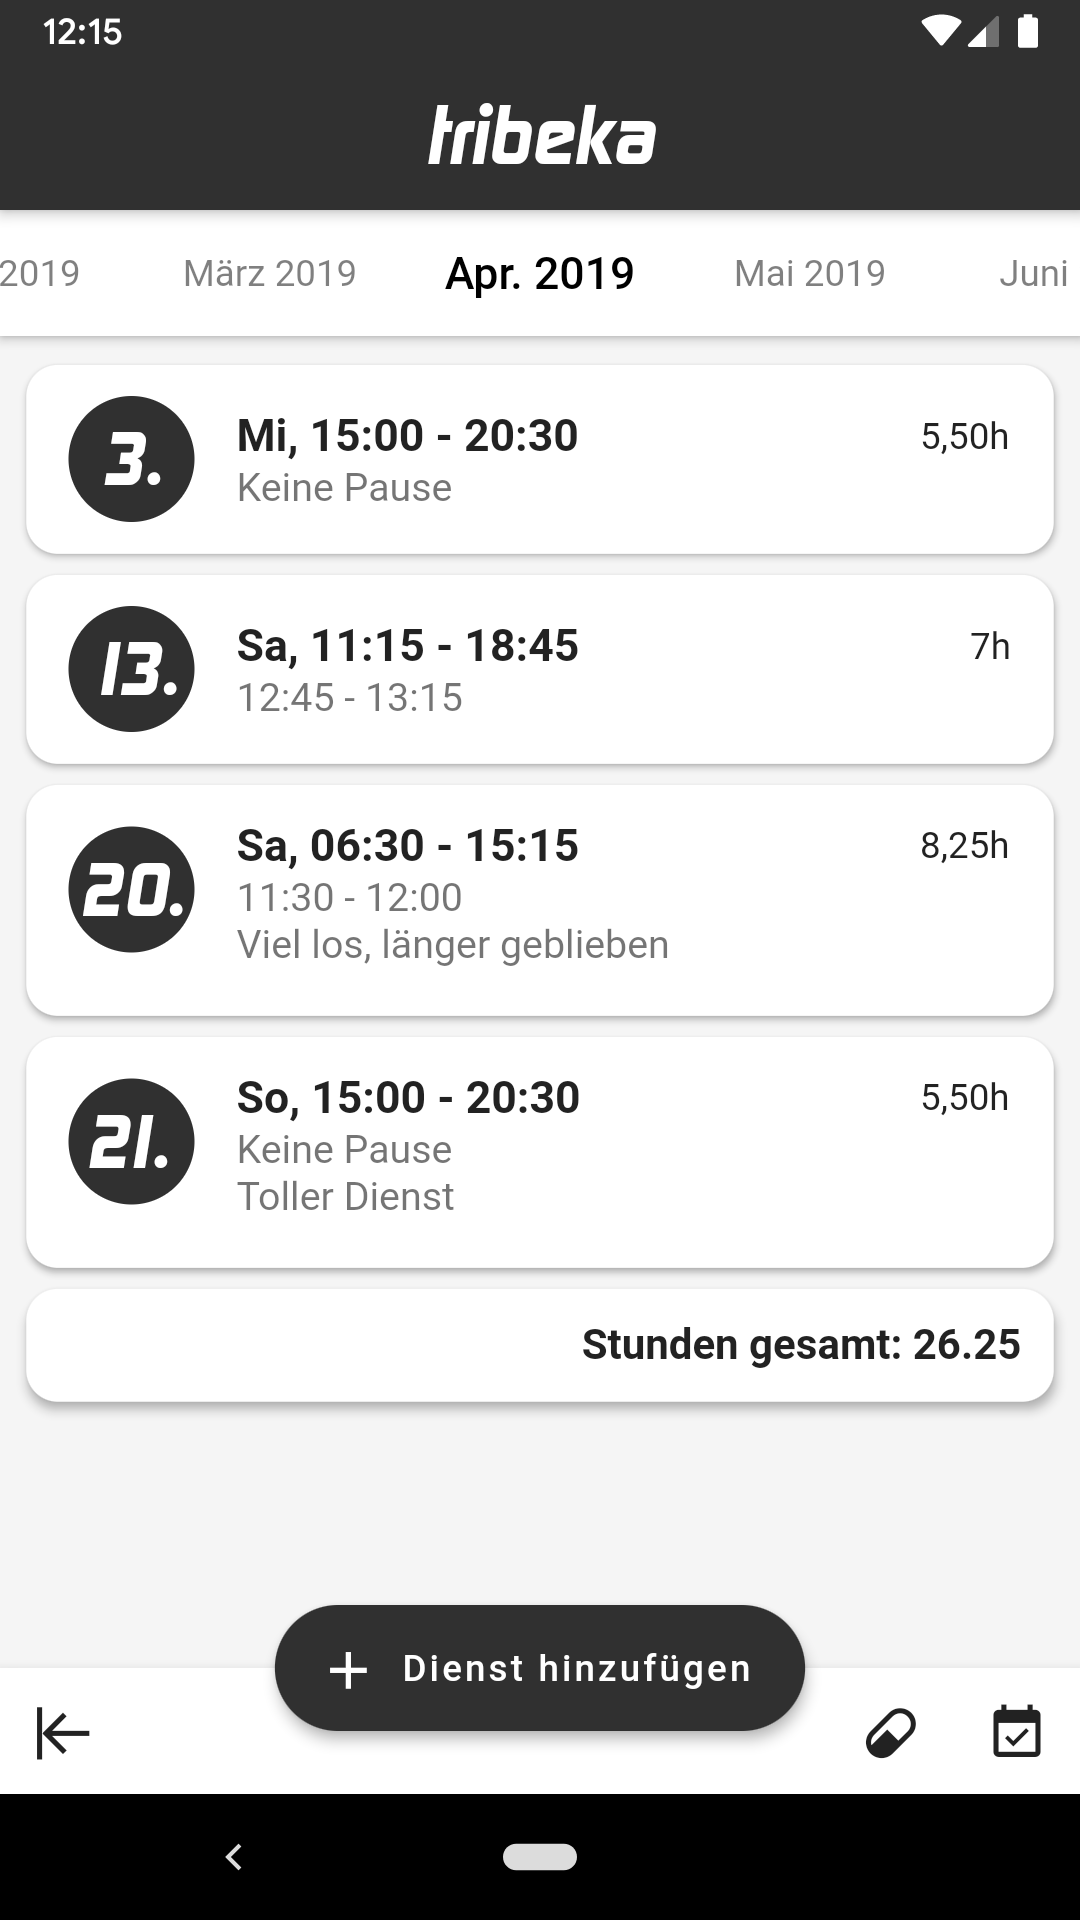 12:15
tribeka
2019 März 2019 Apr. 2019 Mai 2019 Juni
3. Mi, 15:00 - 20:30 5,50h
Keine Pause
13. Sa, 11:15 - 18:45 7h
12:45 - 13:15
20. Sa, 06:30 - 15:15 8,25h
11:30 - 12:00
Viel los, länger geblieben
21. So, 15:00 - 20:30 5,50h
Keine Pause
Toller Dienst
Stunden gesamt: 26.25
Dienst hinzufügen